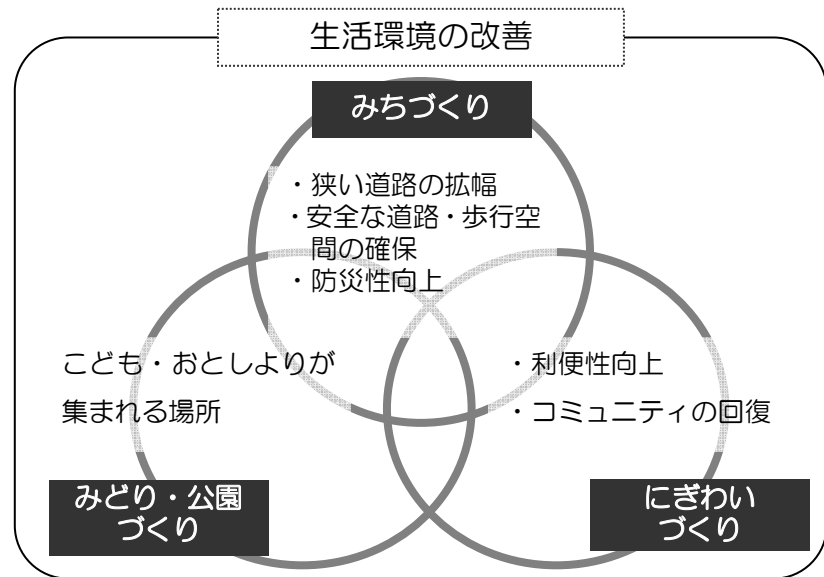 生活環境の改善
みちづくり
・狭い道路の拡幅
・安全な道路・歩行空
間の確保
・防災性向上
こども・おとしよりが
集まれる場所
・利便性向上
・コミュニティの回復
みどり・公園
づくり
にぎわい
づくり